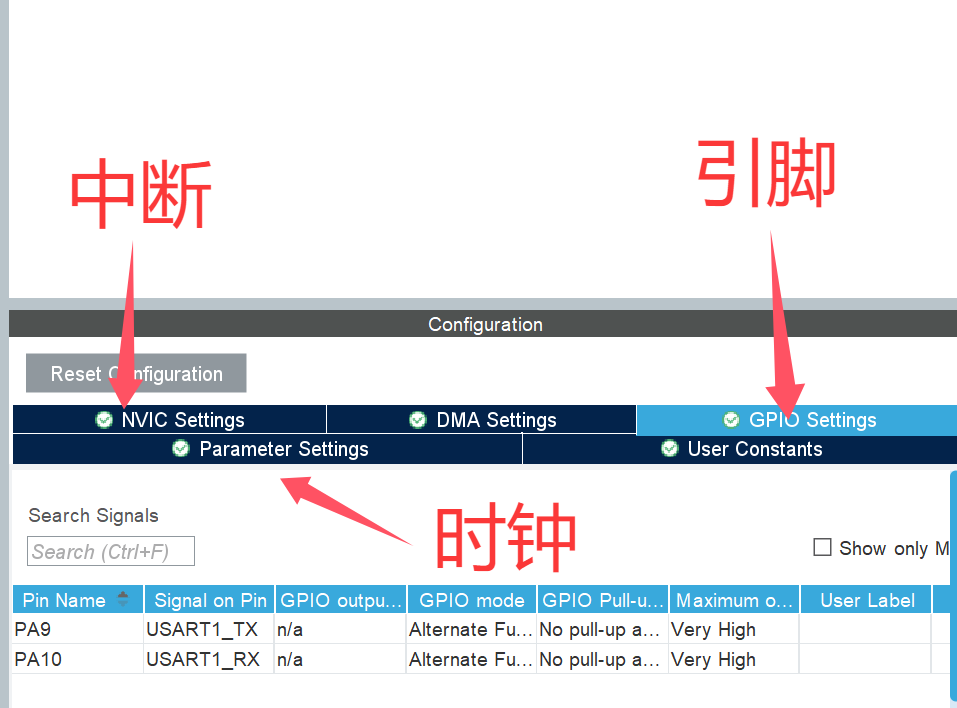 中断
引脚
Configuration
Reset Configuration
NVIC Settings
DMA Settings
GPIO Settings
Parameter Settings
User Constants
时钟
Search Signals
Search (Ctrl+F)
Show only M
Pin Name Signal on Pin GPIO outpu... GPIO mode GPIO Pull-u... Maximum o... User Label
PA9 USART1_TX n/a Alternate Fu... No pull-up a... Very High
PA10 USART1_RX n/a Alternate Fu... No pull-up a... Very High